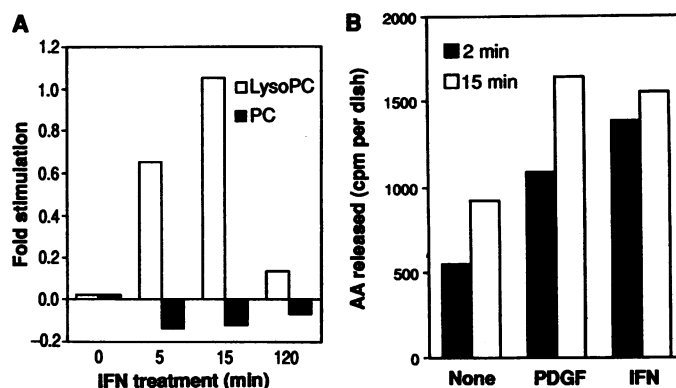 A
Fold stimulation
1.2
1.0
0.8
0.6
0.4
0.2
0.0
–0.2
LysoPC
PC
0 5 15 120
IFN treatment (min)
B
AA released (cpm per dish)
2000
1500
1000
500
0
2 min
15 min
None PDGF IFN